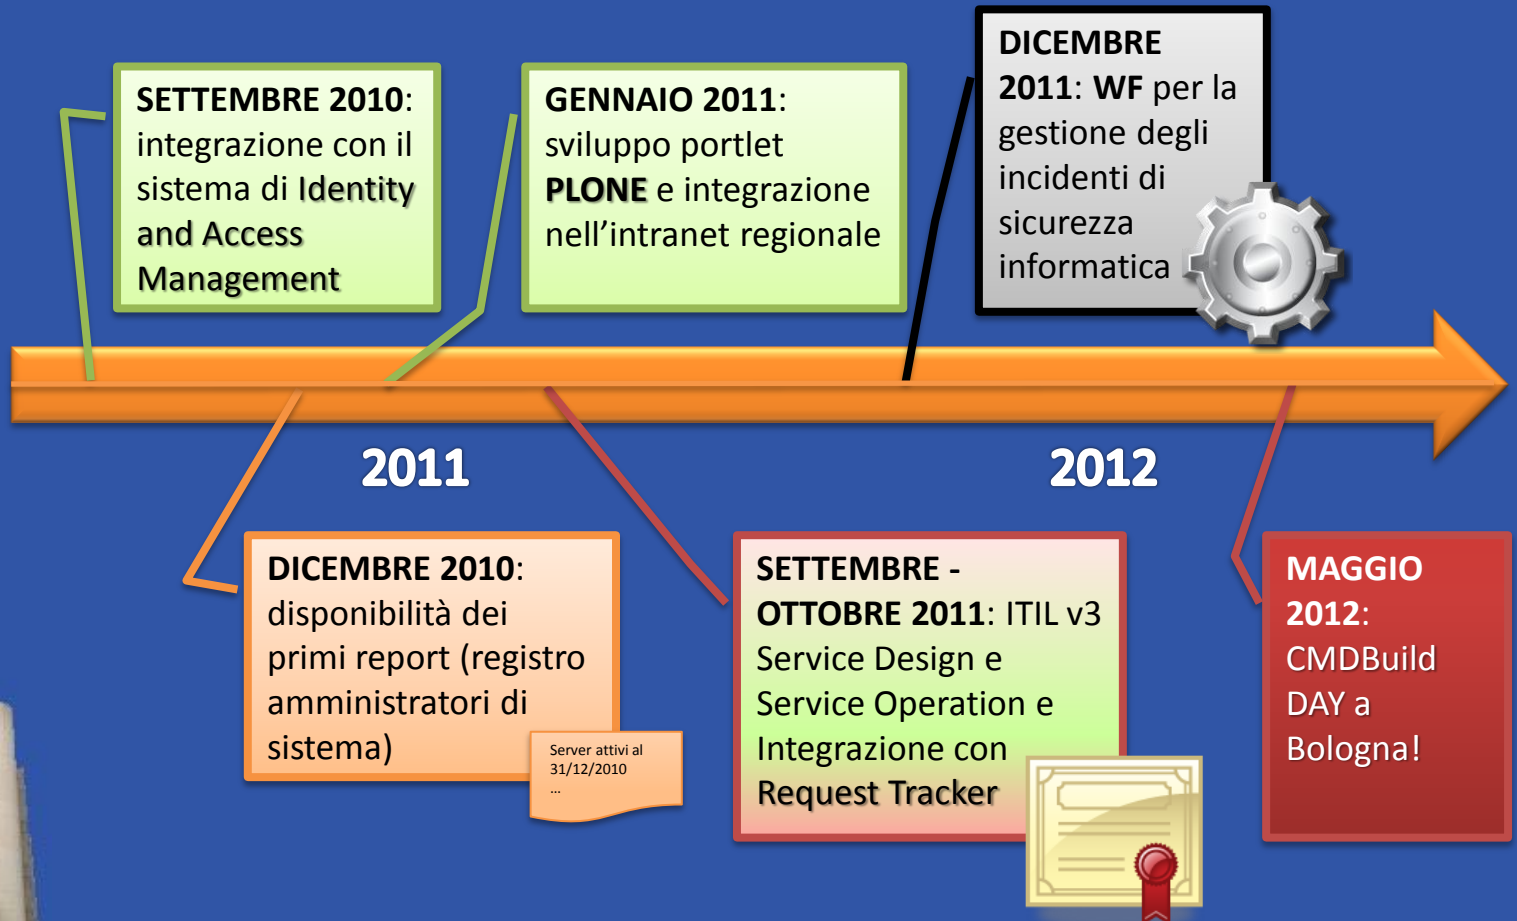 SETTEMBRE 2010:
integrazione con il
sistema di Identity
and Access
Management
GENNAIO 2011:
sviluppo portlet
PLONE e integrazione
nell’intranet regionale
DICEMBRE
2011: WF per la
gestione degli
incidenti di
sicurezza
informatica
2011
2012
DICEMBRE 2010:
disponibilità dei
primi report (registro
amministratori di
sistema)
Server attivi al
31/12/2010
...
SETTEMBRE -
OTTOBRE 2011: ITIL v3
Service Design e
Service Operation e
Integrazione con
Request Tracker
MAGGIO
2012:
CMDBuild
DAY a
Bologna!